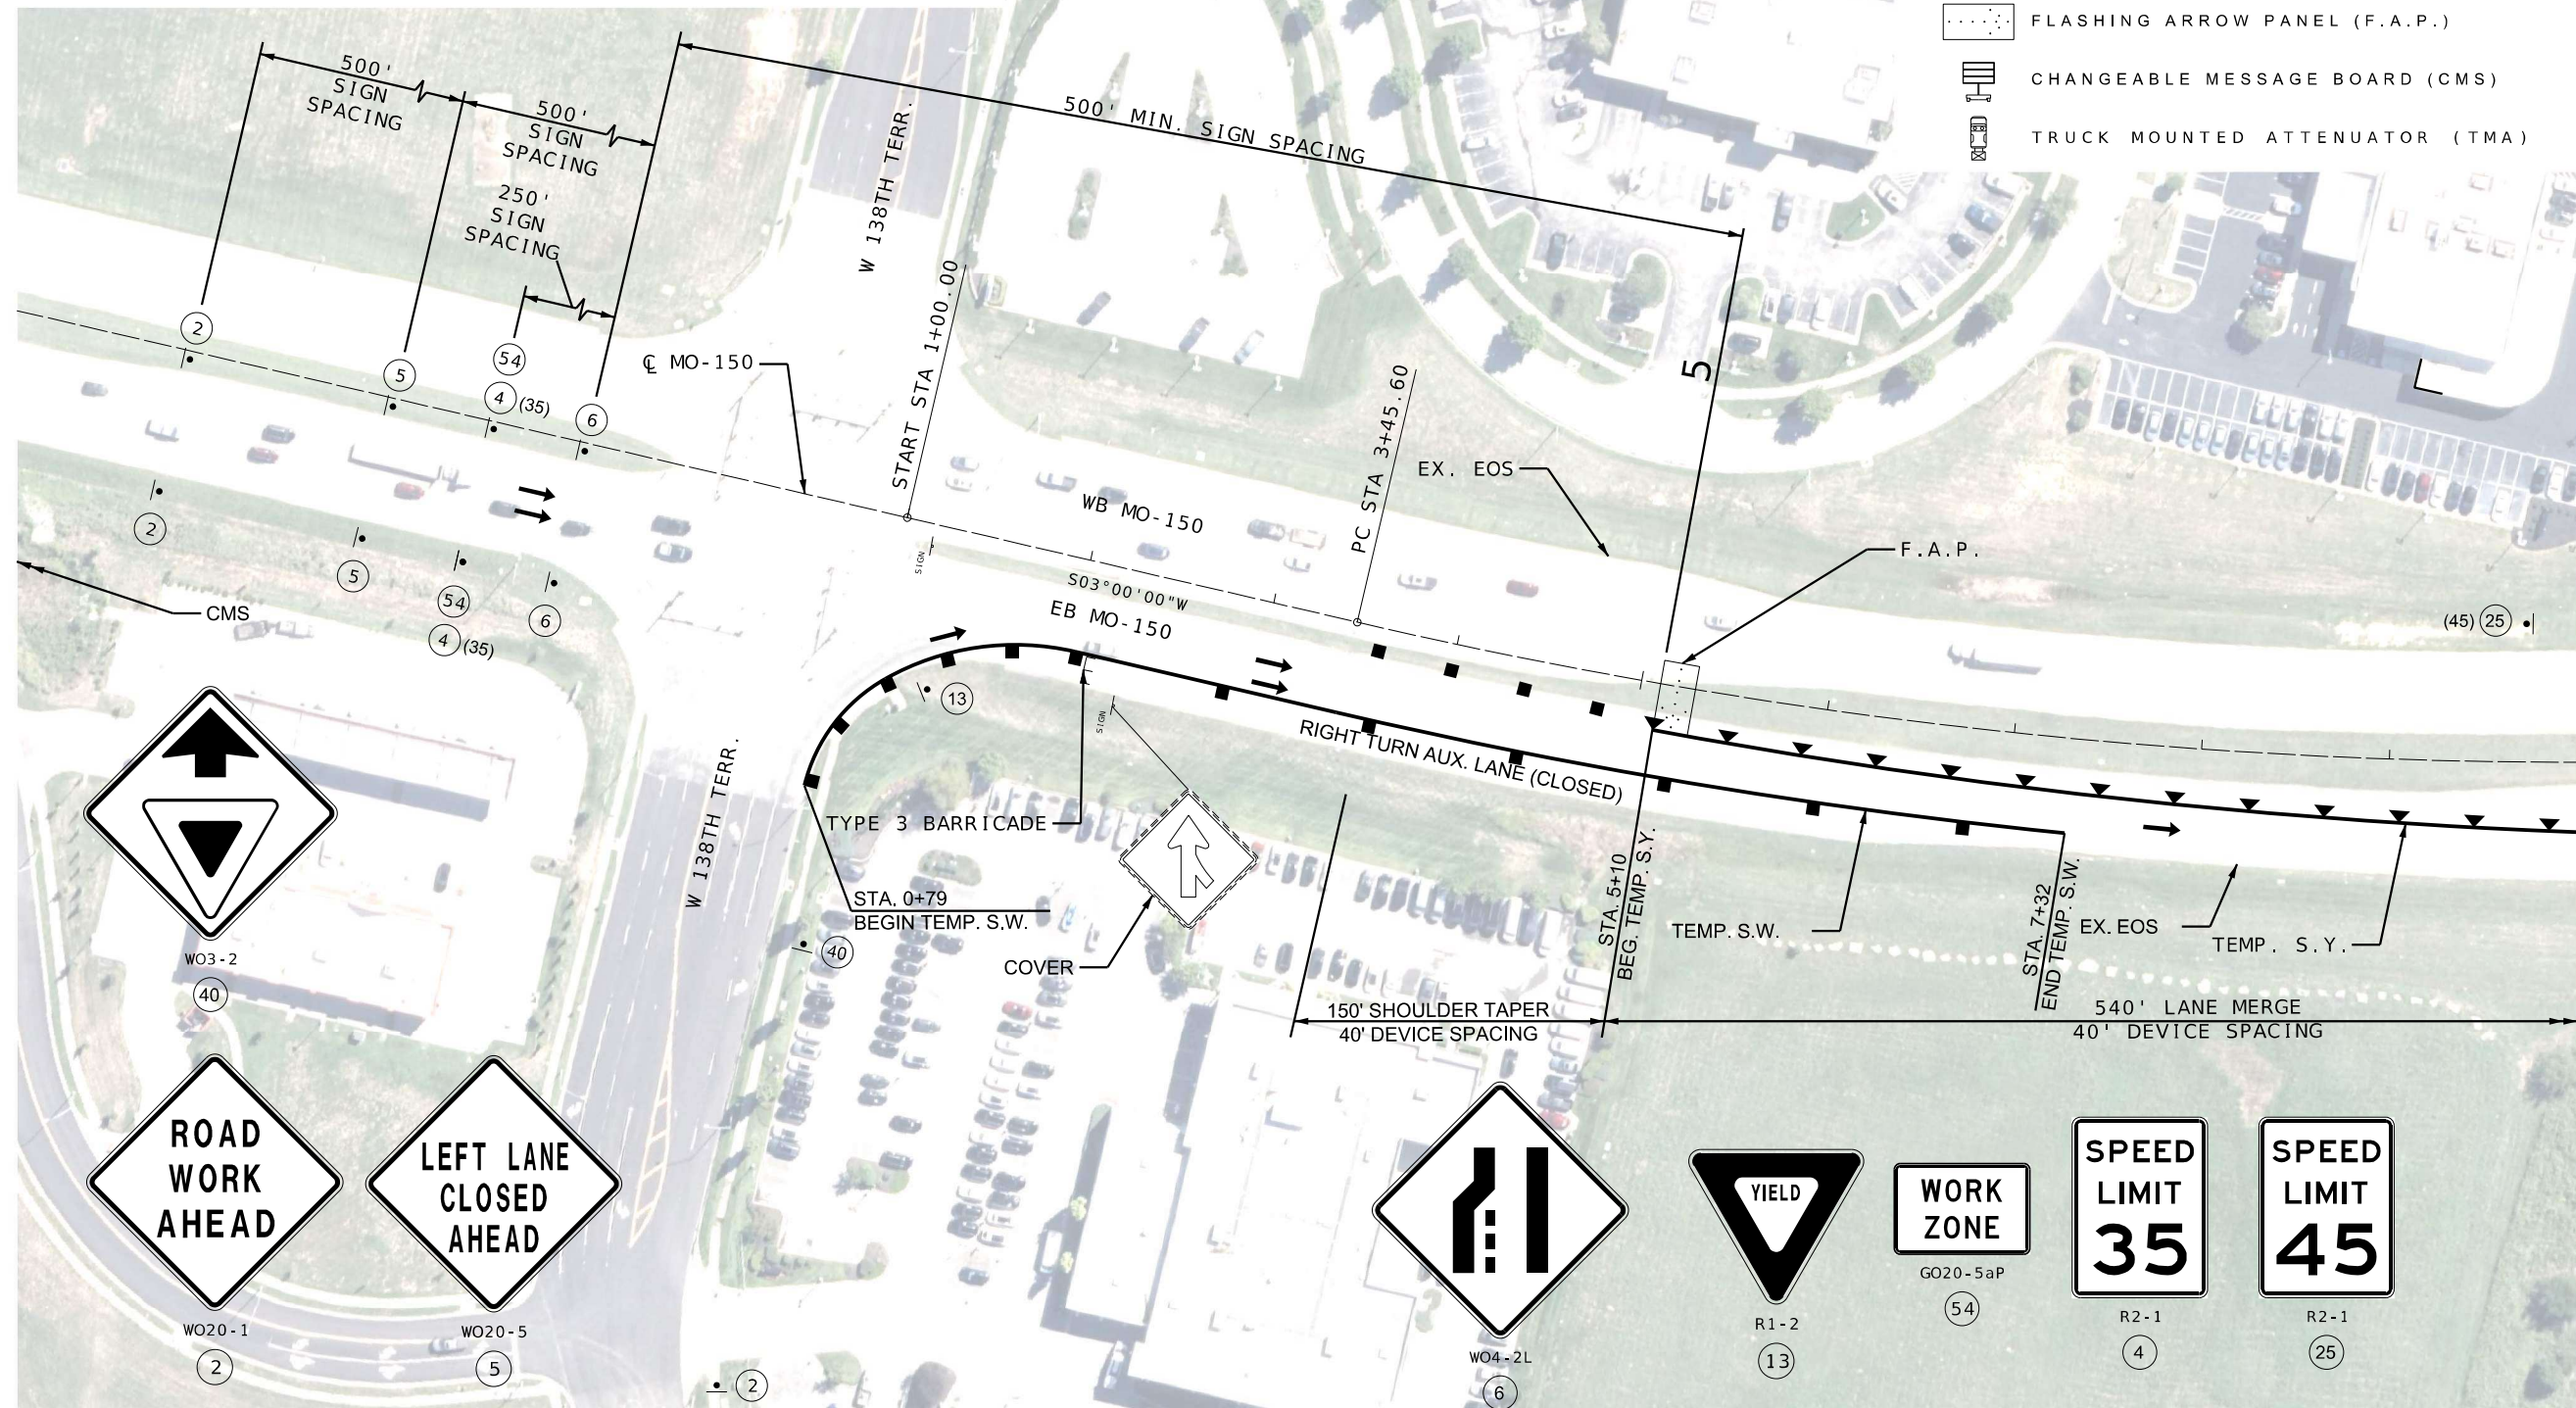 FLASHING ARROW PANEL (F.A.P.)
CHANGEABLE MESSAGE BOARD (CMS)
TRUCK MOUNTED ATTENUATOR (TMA)
500'
SIGN
SPACING
500'
SIGN
SPACING
250'
SIGN
SPACING
500' MIN. SIGN SPACING
W 138TH TERR.
START STA 1+00.00
℄ MO-150
2
5
54
4 (35)
6
PC STA 3+45.60
5
EX. EOS
WB MO-150
S03°00'00"W
EB MO-150
SIGN
F.A.P.
(45) 25
2
5
54
4 (35)
6
CMS
13
SIGN
RIGHT TURN AUX. LANE (CLOSED)
TYPE 3 BARRICADE
W 138TH TERR.
STA. 0+79
BEGIN TEMP. S.W.
40
COVER
STA. 5+10
BEG. TEMP. S.Y.
TEMP. S.W.
STA. 7+32
END TEMP. S.W.
EX. EOS
TEMP. S.Y.
150' SHOULDER TAPER
40' DEVICE SPACING
540' LANE MERGE
40' DEVICE SPACING
WO3-2
40
ROAD
WORK
AHEAD
WO20-1
2
LEFT LANE
CLOSED
AHEAD
WO20-5
5
2
WO4-2L
6
YIELD
R1-2
13
WORK
ZONE
GO20-5aP
54
SPEED
LIMIT
35
R2-1
4
SPEED
LIMIT
45
R2-1
25